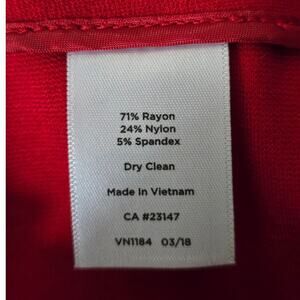 71% Rayon
24% Nylon
5% Spandex
Dry Clean
Made in Vietnam
CA #23147
VN1184 03/18